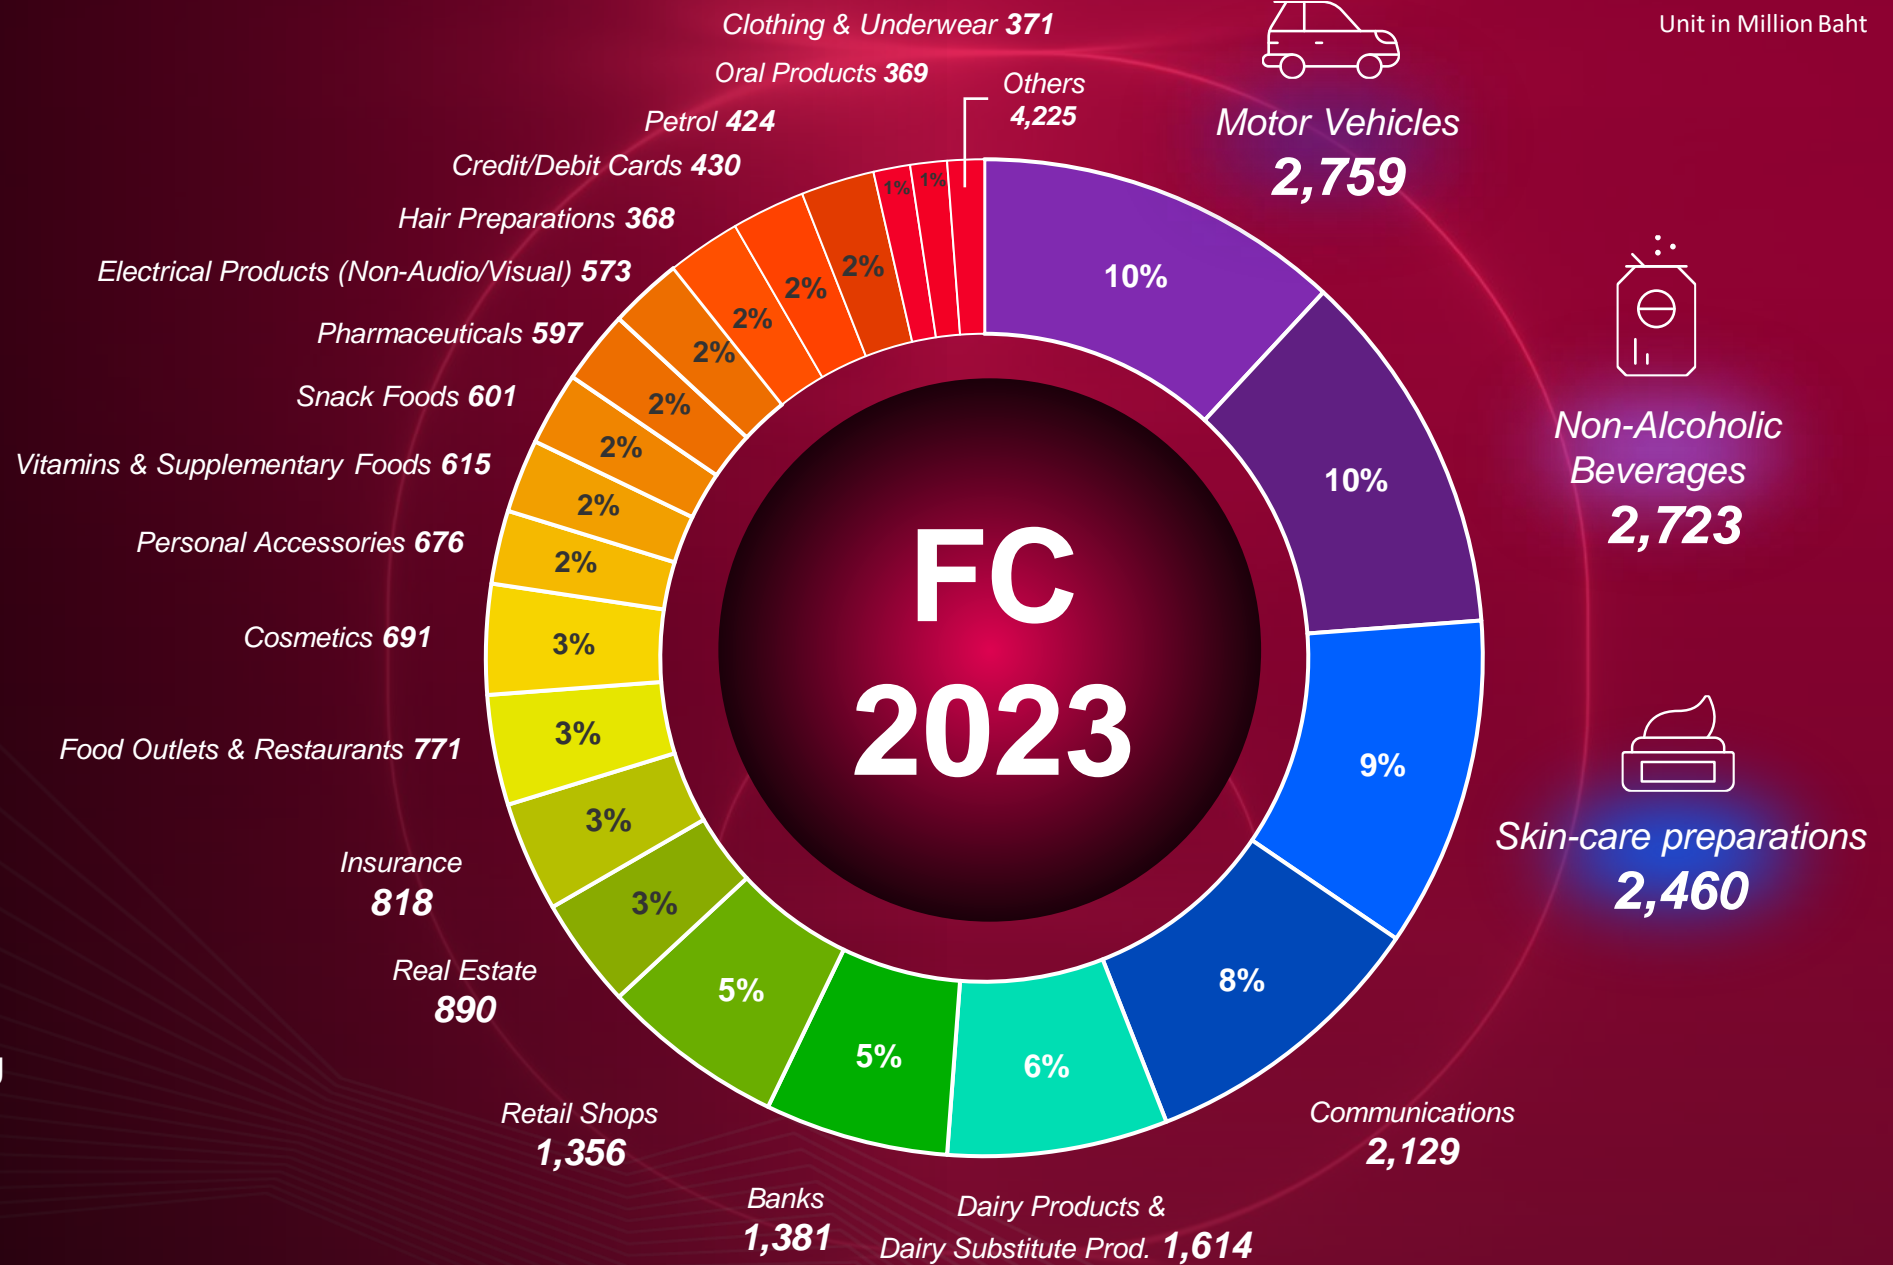 Unit in Million Baht
Clothing & Underwear 371
Oral Products 369
Others
4,225
Petrol 424
Credit/Debit Cards 430
Hair Preparations 368
Electrical Products (Non-Audio/Visual) 573
Pharmaceuticals 597
Snack Foods 601
Vitamins & Supplementary Foods 615
Personal Accessories 676
Cosmetics 691
Food Outlets & Restaurants 771
Insurance
818
Real Estate
890
Retail Shops
1,356
Banks
1,381
Dairy Products &
Dairy Substitute Prod. 1,614
Communications
2,129
Skin-care preparations
2,460
Non-Alcoholic
Beverages
2,723
Motor Vehicles
2,759
10%
10%
9%
8%
6%
5%
5%
3%
3%
3%
3%
2%
2%
2%
2%
2%
2%
2%
2%
1%
1%
FC
2023